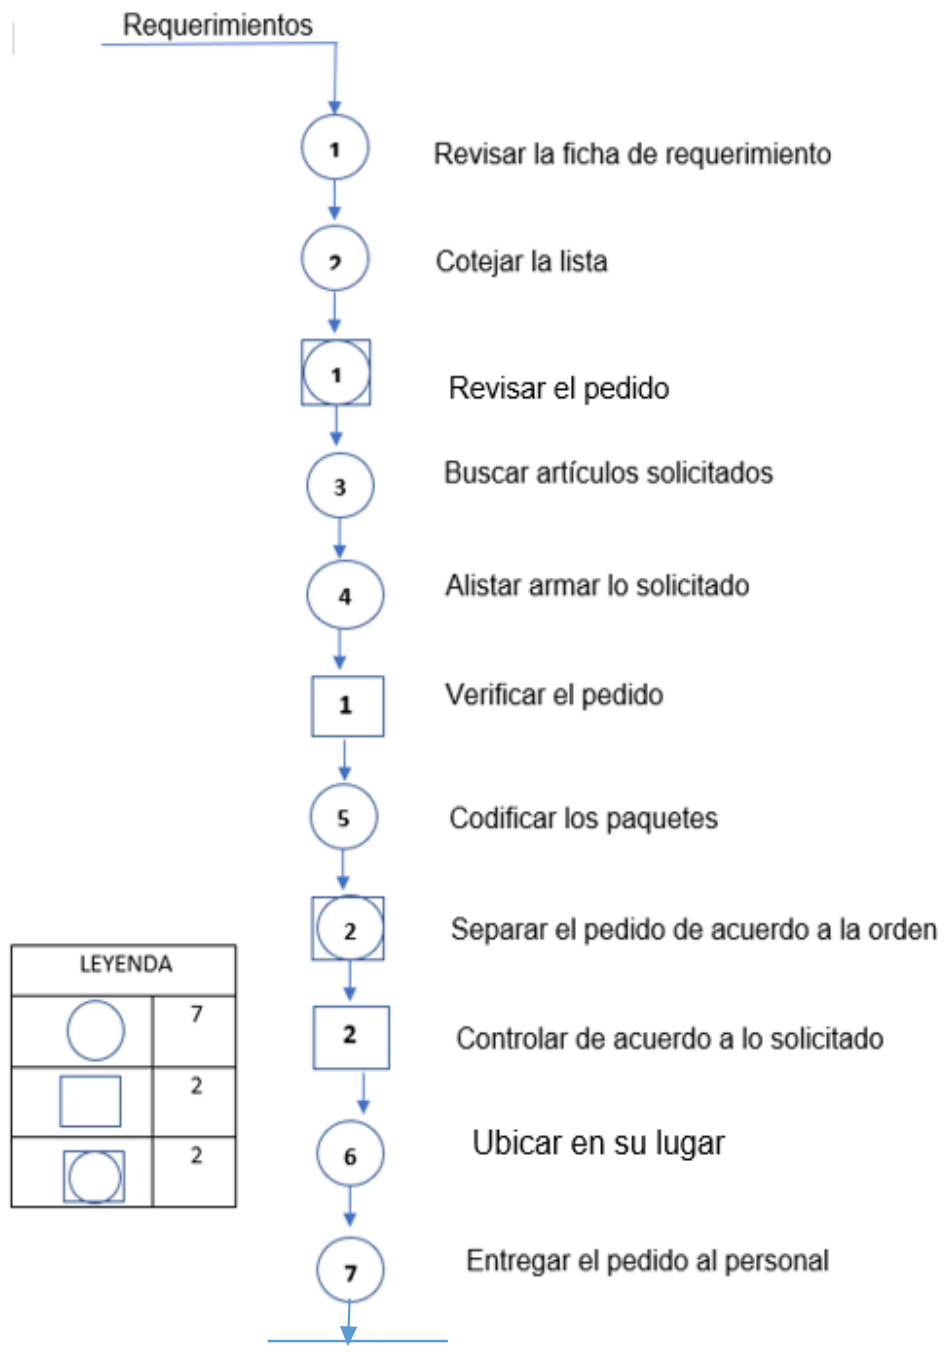 Requerimientos
1
Revisar la ficha de requerimiento
2
Cotejar la lista
1
Revisar el pedido
3
Buscar artículos solicitados
4
Alistar armar lo solicitado
1
Verificar el pedido
5
Codificar los paquetes
2
Separar el pedido de acuerdo a la orden
2
Controlar de acuerdo a lo solicitado
6
Ubicar en su lugar
7
Entregar el pedido al personal
LEYENDA
7
2
2